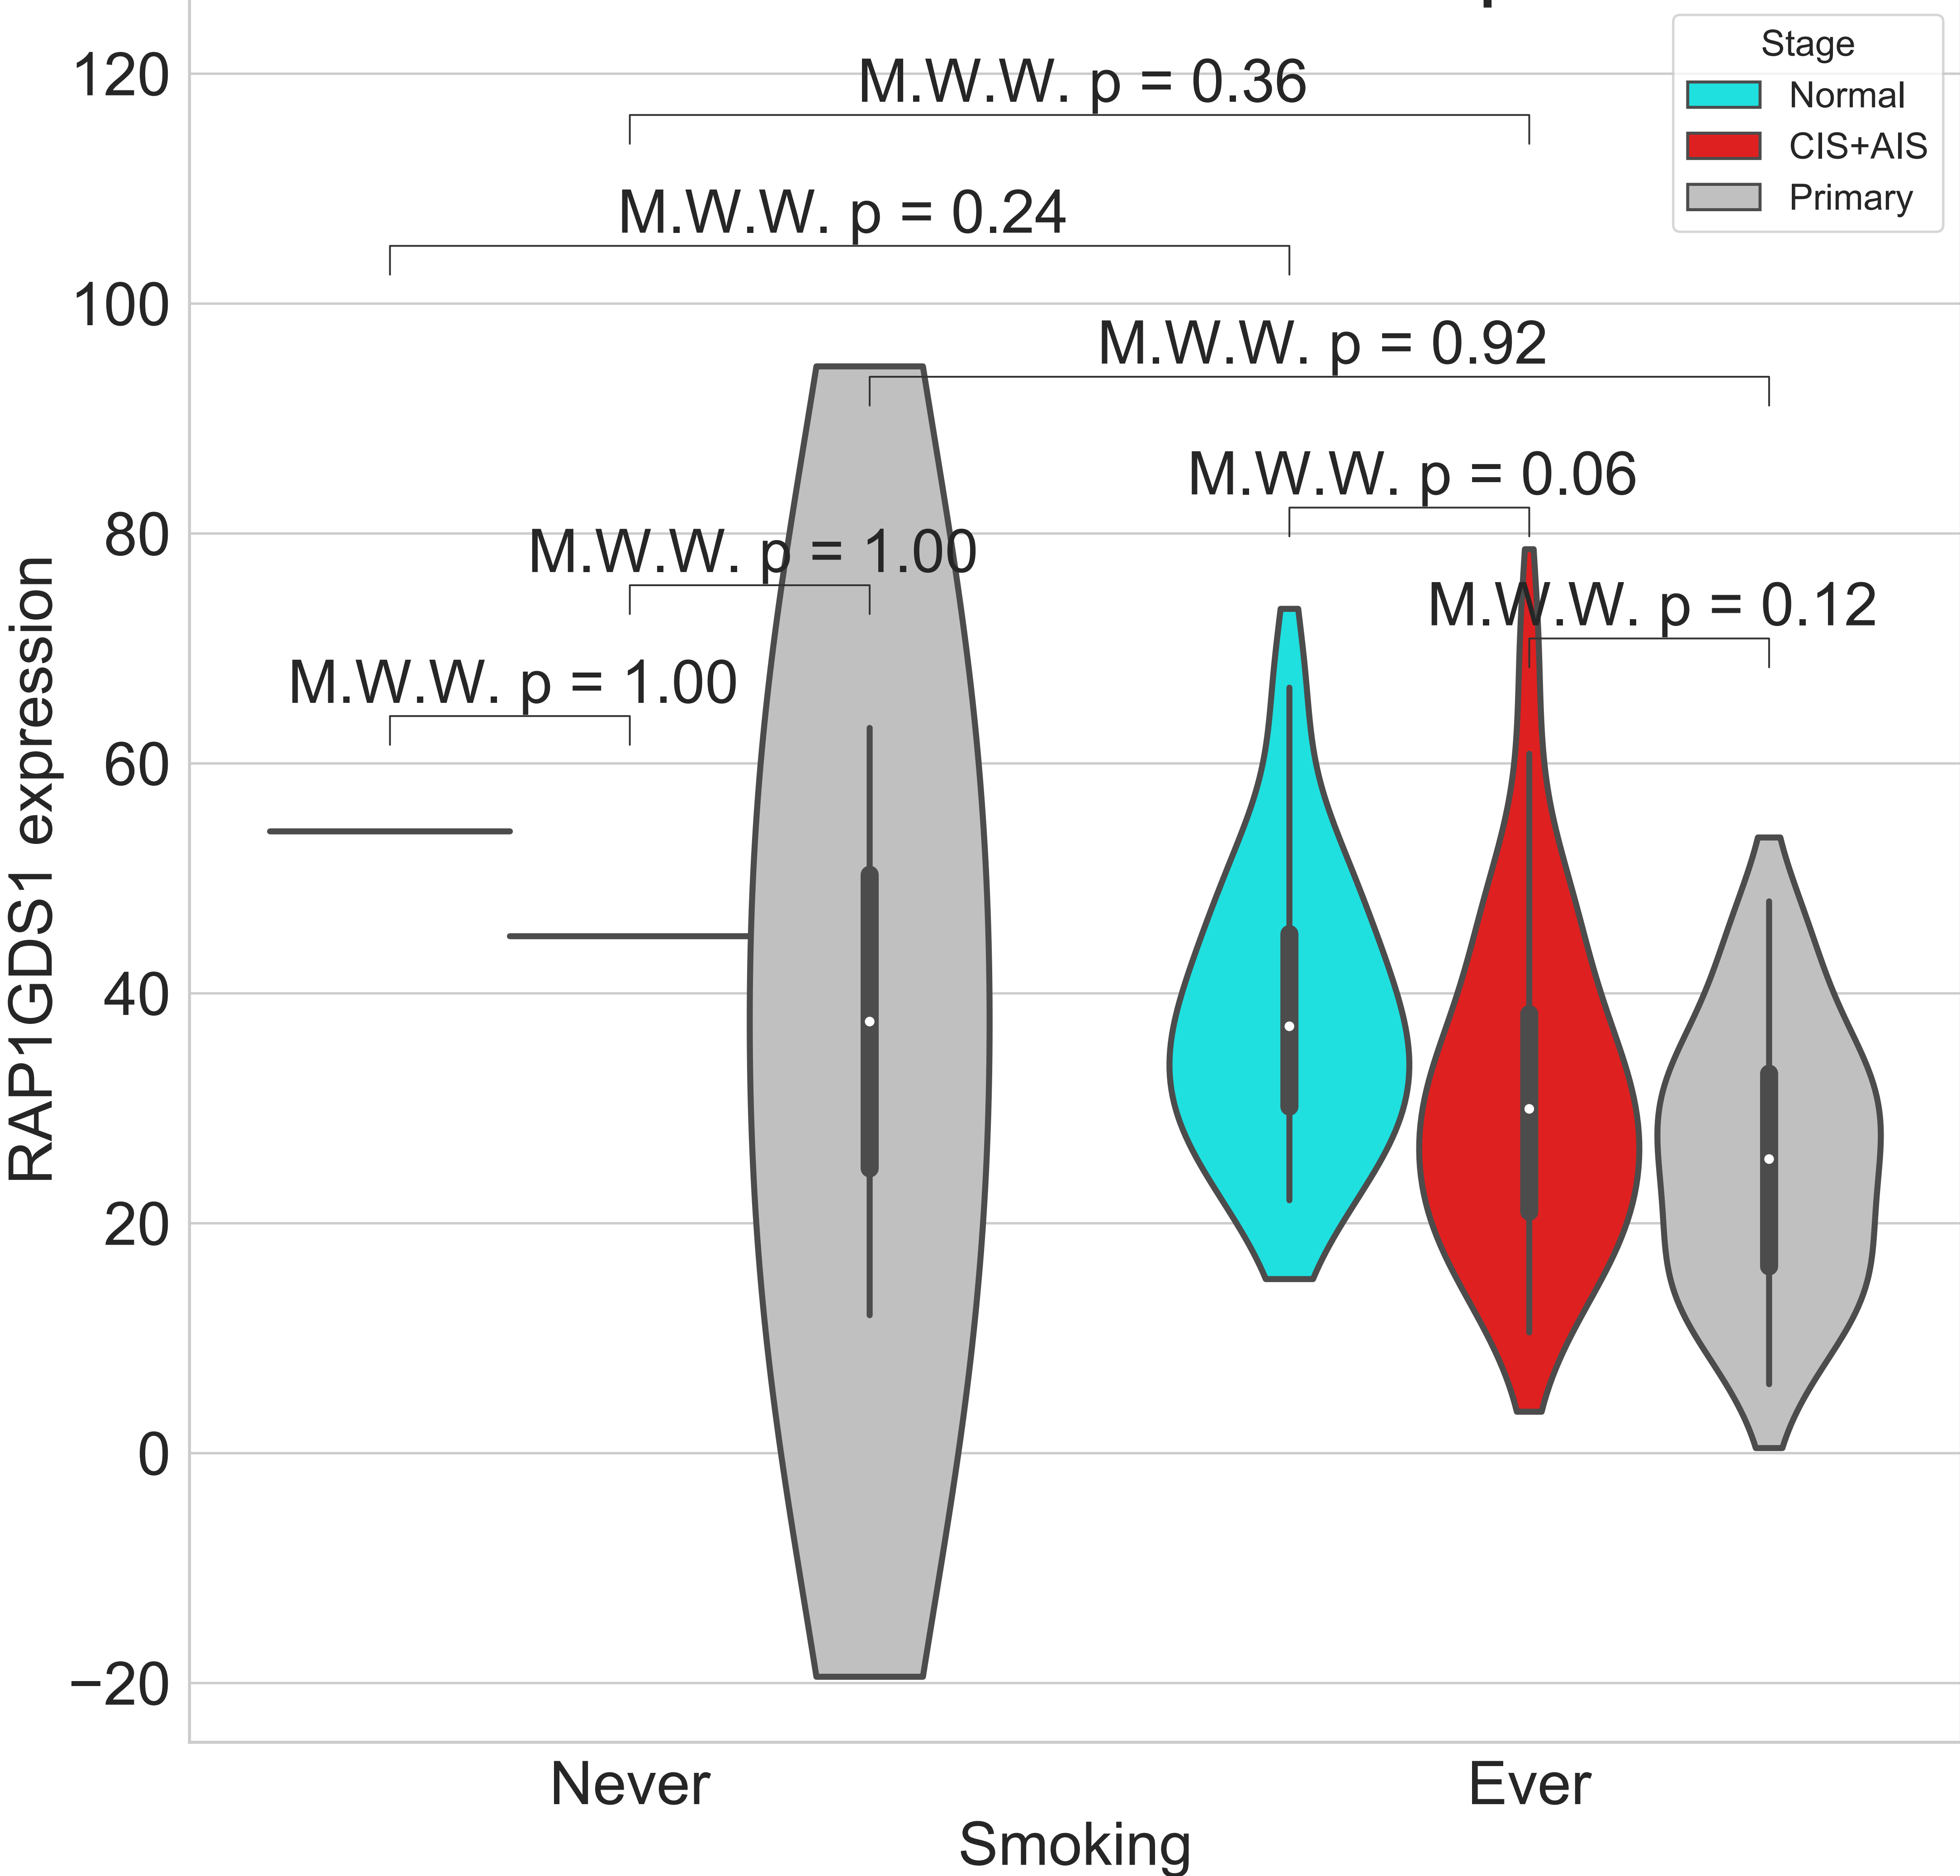 120
100
80
60
40
20
0
−20
RAP1GDS1 expression
M.W.W. p = 0.36
M.W.W. p = 0.24
M.W.W. p = 0.92
M.W.W. p = 0.06
M.W.W. p = 1.00
M.W.W. p = 0.12
M.W.W. p = 1.00
Stage
Normal
CIS+AIS
Primary
Never
Ever
Smoking